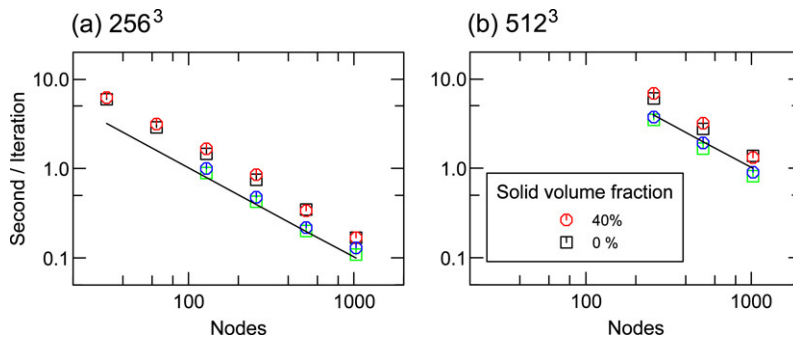 (a) 256³
(b) 512³
Second / Iteration
10.0
1.0
0.1
100
1000
Nodes
10.0
1.0
0.1
100
1000
Nodes
Solid volume fraction
40%
0 %